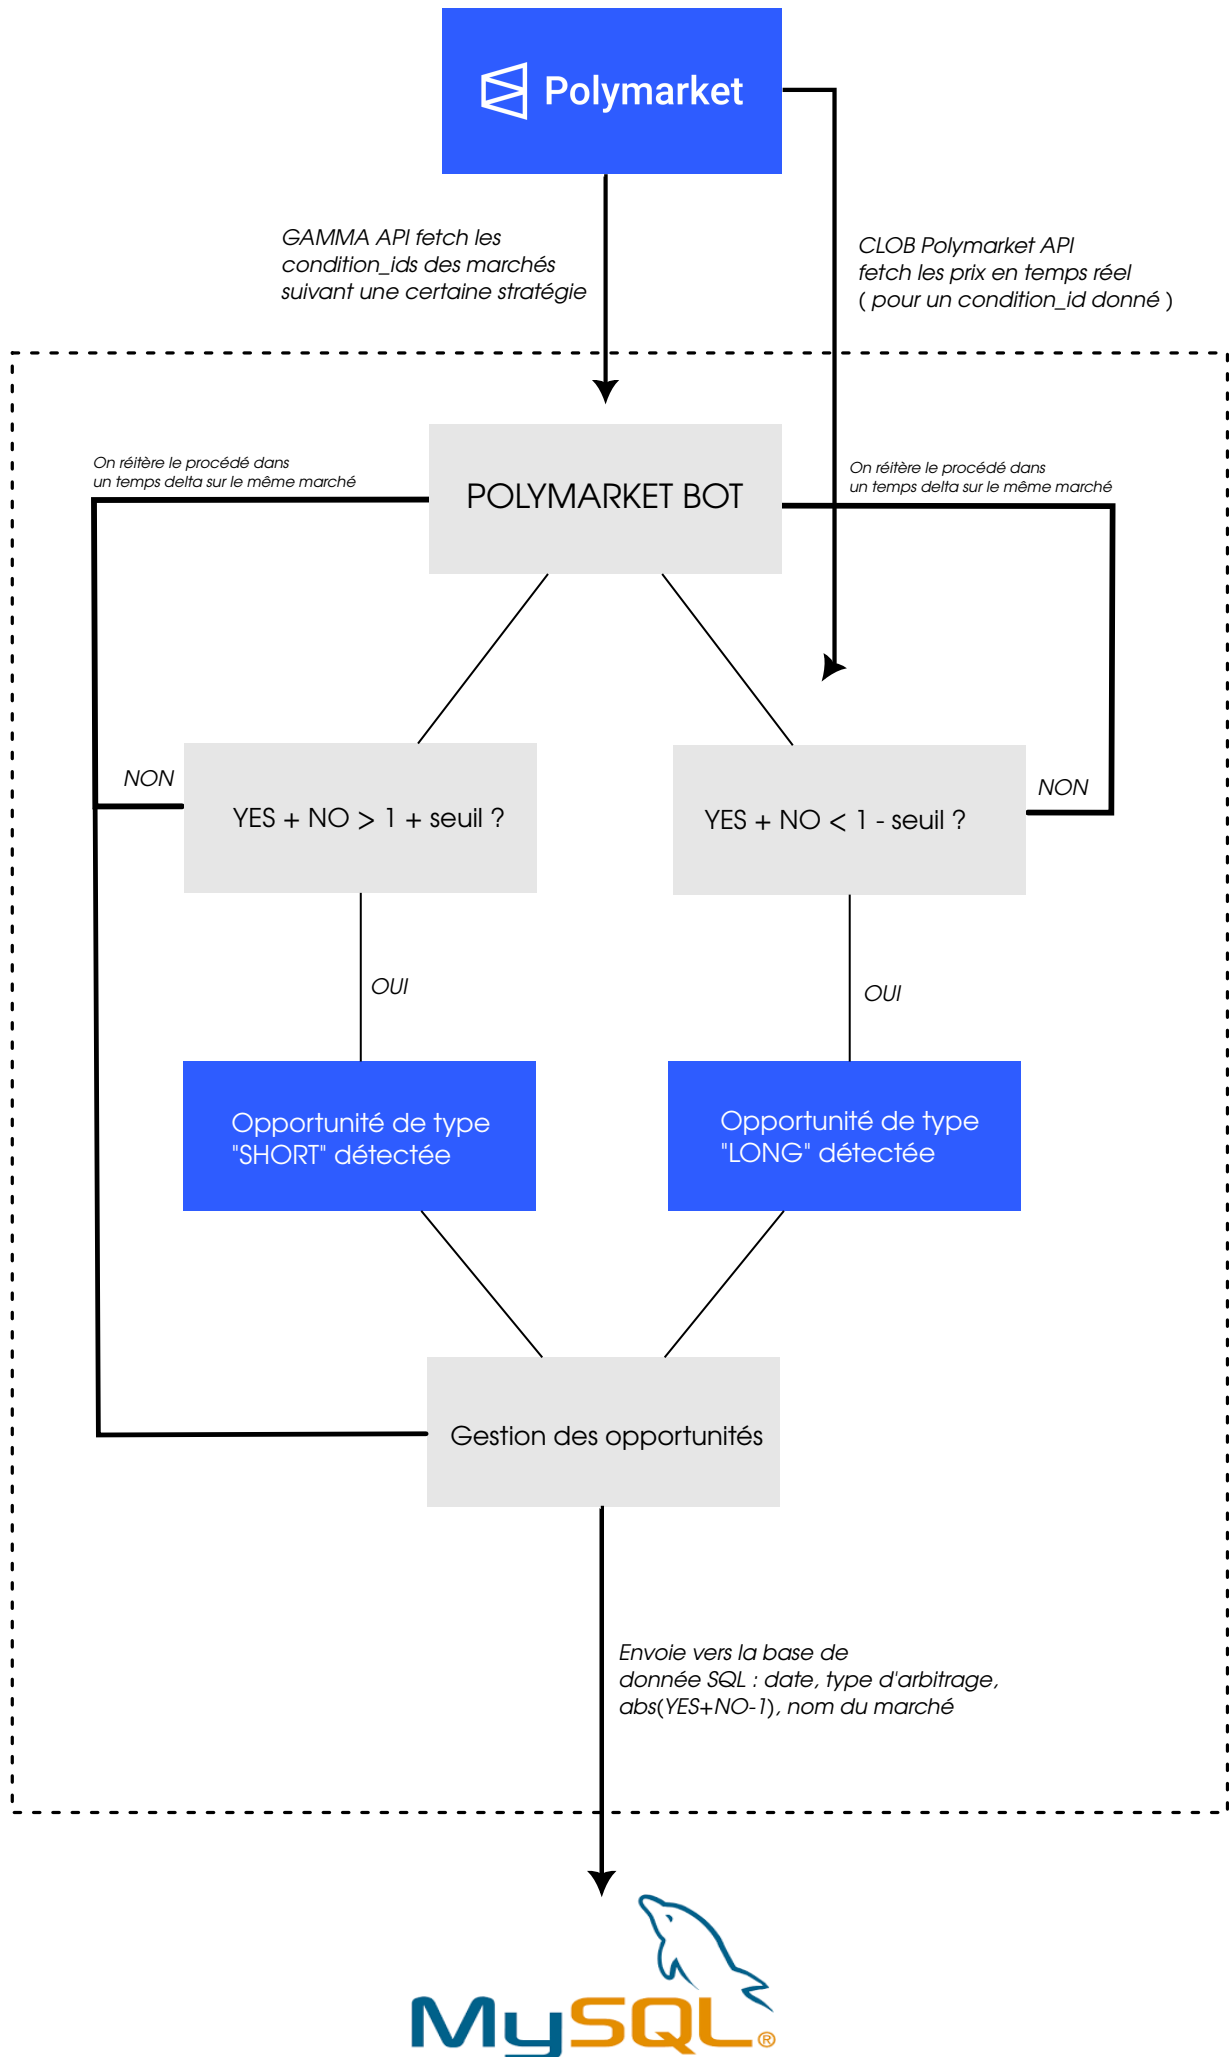 Polymarket
GAMMA API fetch les
condition_ids des marchés
suivant une certaine stratégie
CLOB Polymarket API
fetch les prix en temps réel
( pour un condition_id donné )
On réitère le procédé dans
un temps delta sur le même marché
POLYMARKET BOT
On réitère le procédé dans
un temps delta sur le même marché
NON
YES + NO > 1 + seuil ?
YES + NO < 1 - seuil ?
NON
OUI
OUI
Opportunité de type
"SHORT" détectée
Opportunité de type
"LONG" détectée
Gestion des opportunités
Envoie vers la base de
donnée SQL : date, type d'arbitrage,
abs(YES+NO-1), nom du marché
MySQL®